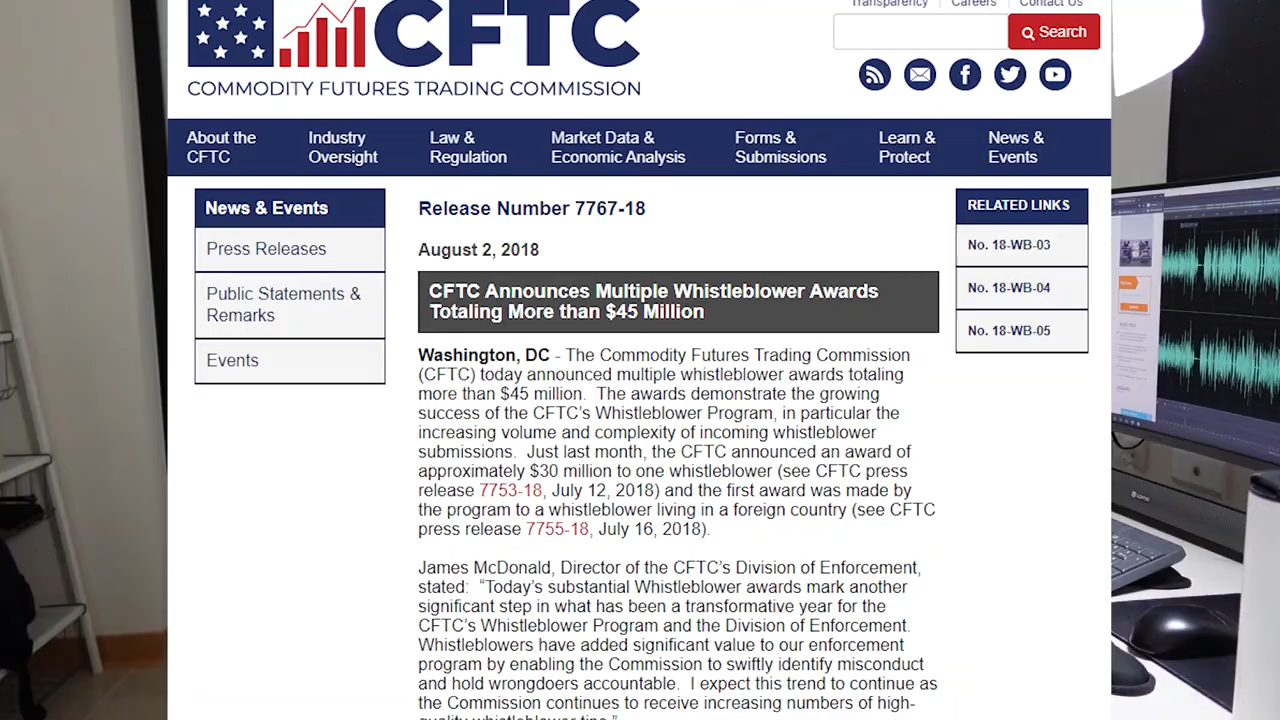 Transparency
Careers
Contact Us
CFTC
Search
COMMODITY FUTURES TRADING COMMISSION
About the
CFTC
Industry
Oversight
Law &
Regulation
Market Data &
Economic Analysis
Forms &
Submissions
Learn &
Protect
News &
Events
News & Events
Press Releases
Public Statements &
Remarks
Events
Release Number 7767-18
August 2, 2018
CFTC Announces Multiple Whistleblower Awards
Totaling More than $45 Million
Washington, DC - The Commodity Futures Trading Commission
(CFTC) today announced multiple whistleblower awards totaling
more than $45 million.  The awards demonstrate the growing
success of the CFTC's Whistleblower Program, in particular the
increasing volume and complexity of incoming whistleblower
submissions.  Just last month, the CFTC announced an award of
approximately $30 million to one whistleblower (see CFTC press
release 7753-18, July 12, 2018) and the first award was made by
the program to a whistleblower living in a foreign country (see CFTC
press release 7755-18, July 16, 2018).
James McDonald, Director of the CFTC's Division of Enforcement,
stated:  “Today's substantial Whistleblower awards mark another
significant step in what has been a transformative year for the
CFTC's Whistleblower Program and the Division of Enforcement.
Whistleblowers have added significant value to our enforcement
program by enabling the Commission to swiftly identify misconduct
and hold wrongdoers accountable.  I expect this trend to continue as
the Commission continues to receive increasing numbers of high-
quality whistleblower tips.”
RELATED LINKS
No. 18-WB-03
No. 18-WB-04
No. 18-WB-05